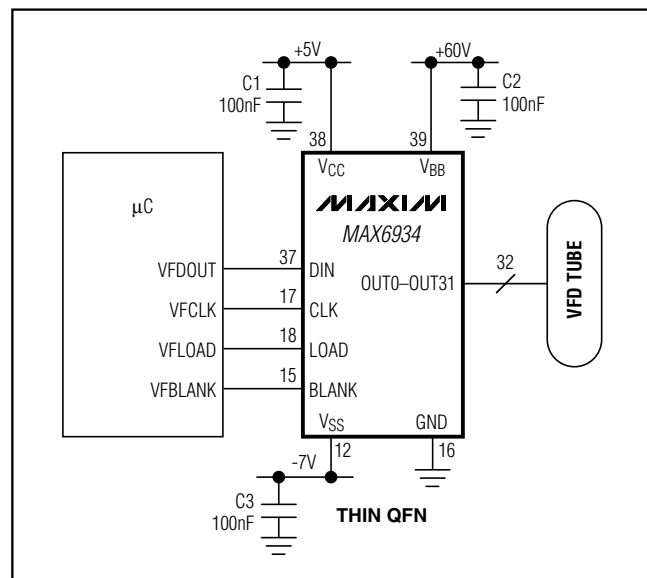 +5V
+60V
C1
100nF
C2
100nF
38
39
VCC
VBB
µC
MAXIM
MAX6934
VFDOUT
37
DIN
OUT0–OUT31
32
VFD TUBE
VFCLK
17
CLK
VFLOAD
18
LOAD
VFBLANK
15
BLANK
VSS
GND
12
16
-7V
C3
100nF
THIN QFN